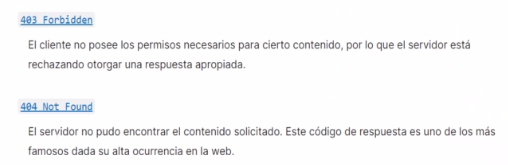 403 Forbidden
El cliente no posee los permisos necesarios para cierto contenido, por lo que el servidor está
rechazando otorgar una respuesta apropiada.
404 Not Found
El servidor no pudo encontrar el contenido solicitado. Este código de respuesta es uno de los más
famosos dada su alta ocurrencia en la web.